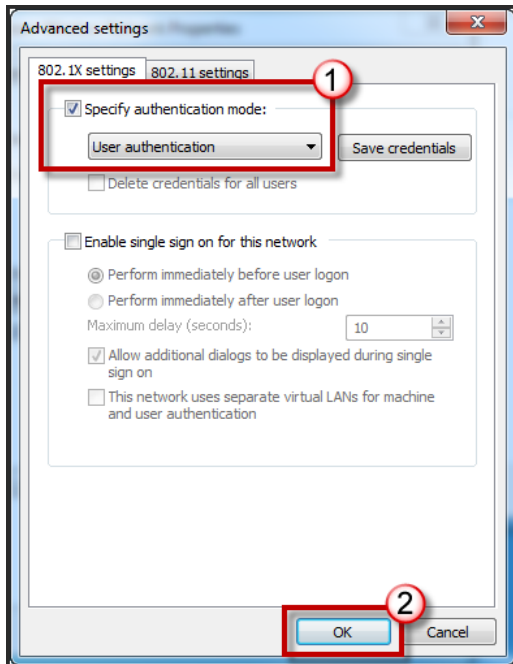 Advanced settings
802.1X settings 802.11 settings
1
Specify authentication mode:
User authentication Save credentials
Delete credentials for all users
Enable single sign on for this network
Perform immediately before user logon
Perform immediately after user logon
Maximum delay (seconds): 10
Allow additional dialogs to be displayed during single
sign on
This network uses separate virtual LANs for machine
and user authentication
2
OK Cancel